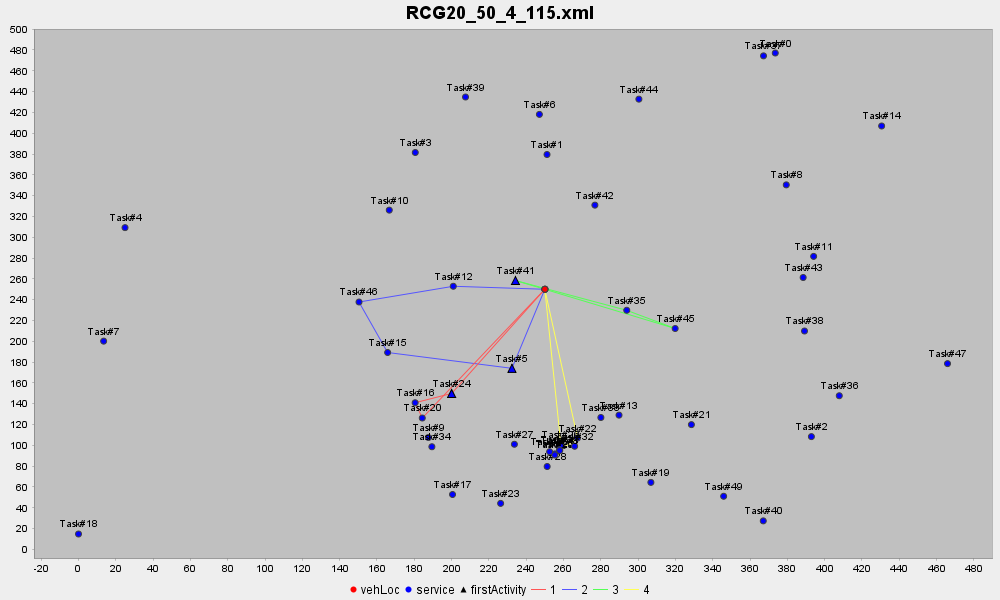 RCG20_50_4_115.xml
500
480
460
440
420
400
380
360
340
320
300
280
260
240
220
200
180
160
140
120
100
80
60
40
20
0
Task#0
Task#39
Task#44
Task#6
Task#14
Task#3
Task#1
Task#8
Task#10
Task#42
Task#4
Task#11
Task#41
Task#43
Task#12
Task#46
Task#35
Task#45
Task#38
Task#7
Task#15
Task#5
Task#47
Task#24
Task#36
Task#16
Task#20
Task#13
Task#21
Task#9
Task#22
Task#2
Task#34
Task#27
Task#28
Task#19
Task#17
Task#23
Task#49
Task#40
Task#18
-20 0 20 40 60 80 100 120 140 160 180 200 220 240 260 280 300 320 340 360 380 400 420 440 460 480
vehLoc service firstActivity 1 2 3 4